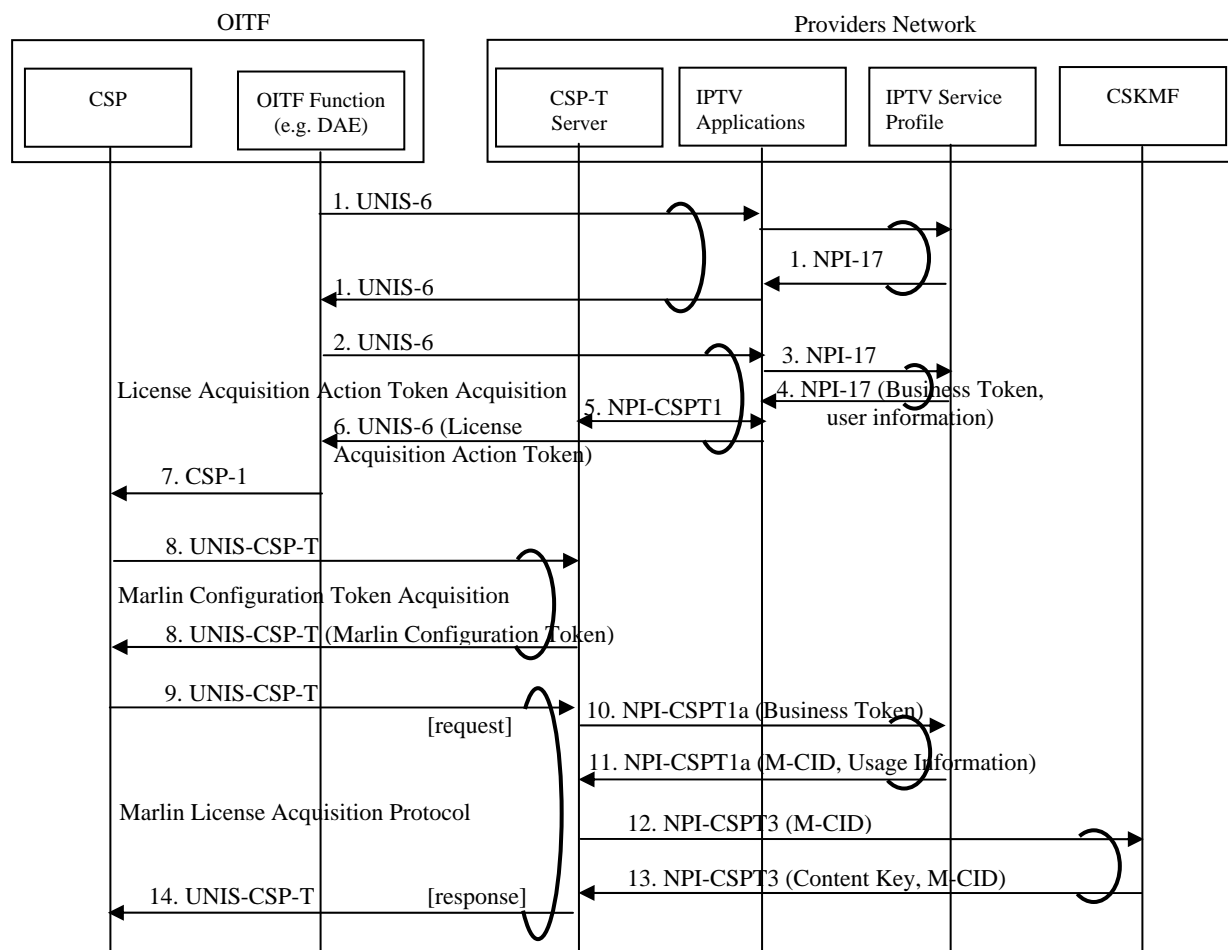 OITF
Providers Network
CSP
OITF Function
(e.g. DAE)
CSP-T
Server
IPTV
Applications
IPTV Service
Profile
CSKMF
1. UNIS-6
1. NPI-17
1. UNIS-6
2. UNIS-6
3. NPI-17
License Acquisition Action Token Acquisition
4. NPI-17 (Business Token,
user information)
5. NPI-CSPT1
6. UNIS-6 (License
Acquisition Action Token)
7. CSP-1
8. UNIS-CSP-T
Marlin Configuration Token Acquisition
8. UNIS-CSP-T (Marlin Configuration Token)
9. UNIS-CSP-T
[request]
10. NPI-CSPT1a (Business Token)
11. NPI-CSPT1a (M-CID, Usage Information)
Marlin License Acquisition Protocol
12. NPI-CSPT3 (M-CID)
13. NPI-CSPT3 (Content Key, M-CID)
14. UNIS-CSP-T
[response]